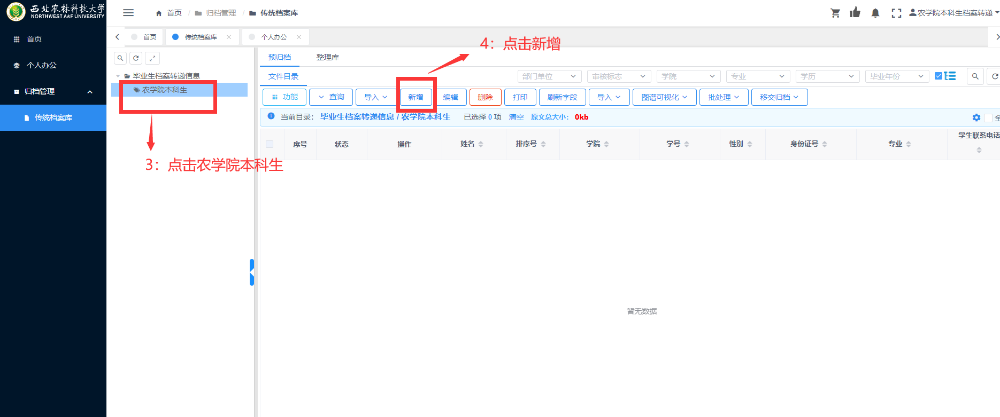 西北农林科技大学
NORTHWEST A&F UNIVERSITY
首页 / 归档管理 / 传统档案库
农学院本科生档案转递
首页
个人办公
归档管理
传统档案库
首页 传统档案库 个人办公
4：点击新增
毕业生档案转递信息
农学院本科生
3：点击农学院本科生
预归档 整理库
文件目录 部门单位 审核标志 学院 专业 学历 毕业年份
功能 查询 导入 新增 编辑 删除 打印 刷新字段 导入 图谱可视化 批处理 移交归档
当前目录： 毕业生档案转递信息 / 农学院本科生 已选择 0 项 清空 原文总大小： 0kb 全
序号 状态 操作 姓名 排序号 学院 学号 性别 身份证号 专业 学生联系电话
暂无数据